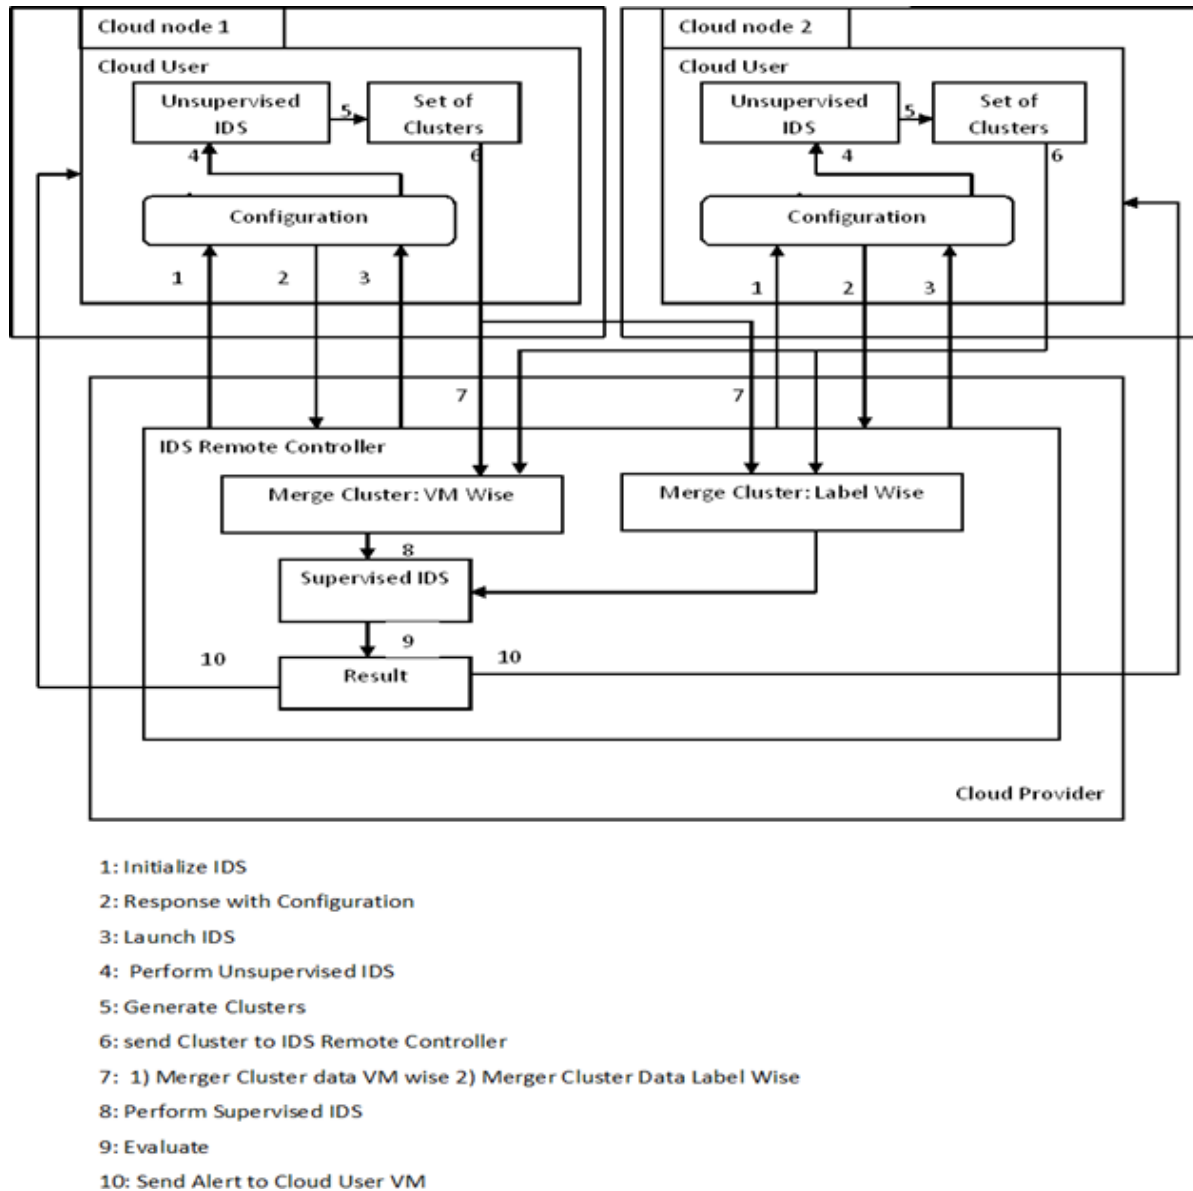 Cloud node 1
Cloud node 2
Cloud User
Cloud User
Unsupervised
IDS
5
Set of
Clusters
Unsupervised
IDS
5
Set of
Clusters
4
6
4
6
Configuration
Configuration
1
2
3
1
2
3
7
7
IDS Remote Controller
Merge Cluster: VM Wise
Merge Cluster: Label Wise
8
Supervised IDS
9
10
10
Result
Cloud Provider
1: Initialize IDS
2: Response with Configuration
3: Launch IDS
4: Perform Unsupervised IDS
5: Generate Clusters
6: send Cluster to IDS Remote Controller
7: 1) Merger Cluster data VM wise 2) Merger Cluster Data Label Wise
8: Perform Supervised IDS
9: Evaluate
10: Send Alert to Cloud User VM